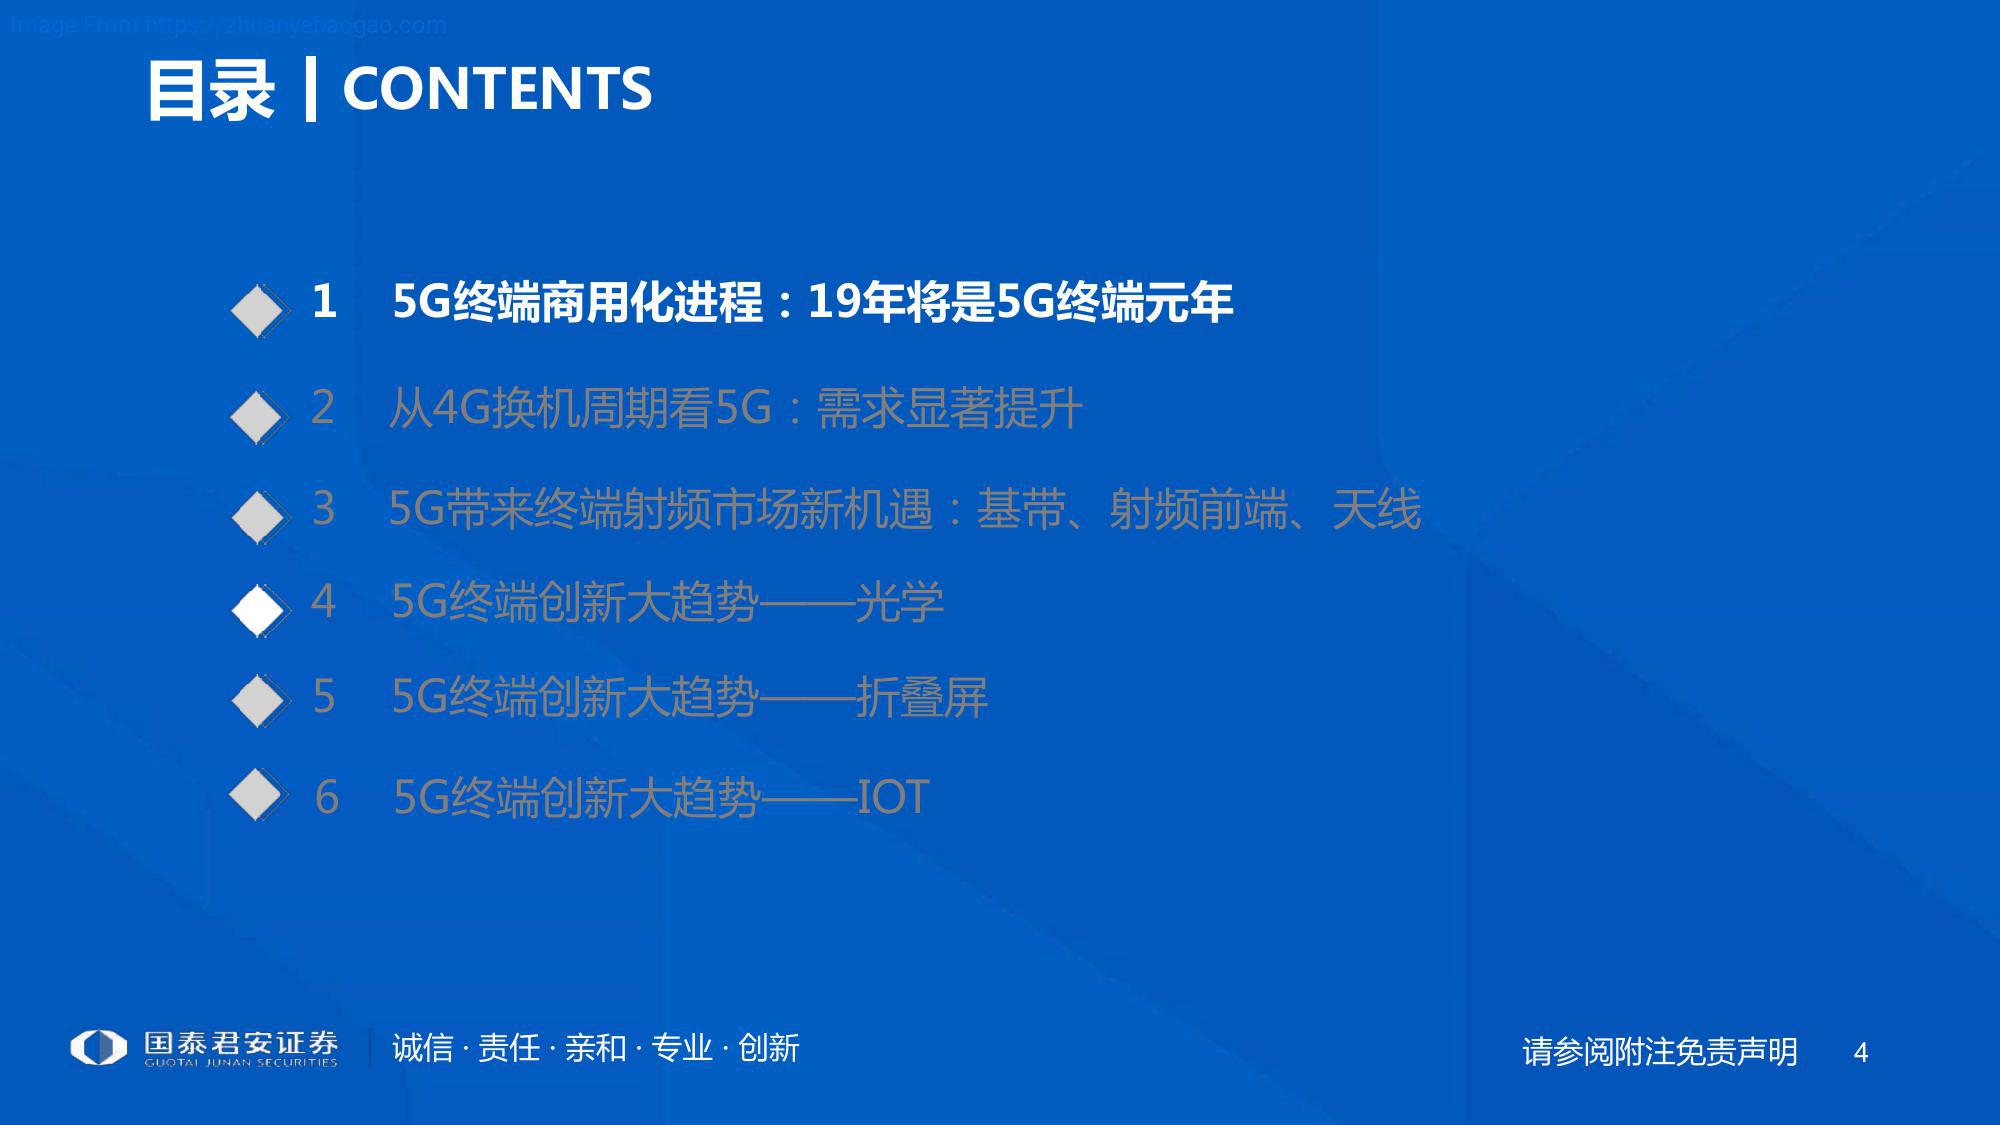 Image From https://zhuanyebaogao.com
目录 | CONTENTS
1 5G终端商用化进程：19年将是5G终端元年
2 从4G换机周期看5G：需求显著提升
3 5G带来终端射频市场新机遇：基带、射频前端、天线
4 5G终端创新大趋势——光学
5 5G终端创新大趋势——折叠屏
6 5G终端创新大趋势——IOT
国泰君安证券
GUOTAI JUNAN SECURITIES
诚信 · 责任 · 亲和 · 专业 · 创新
请参阅附注免责声明 4